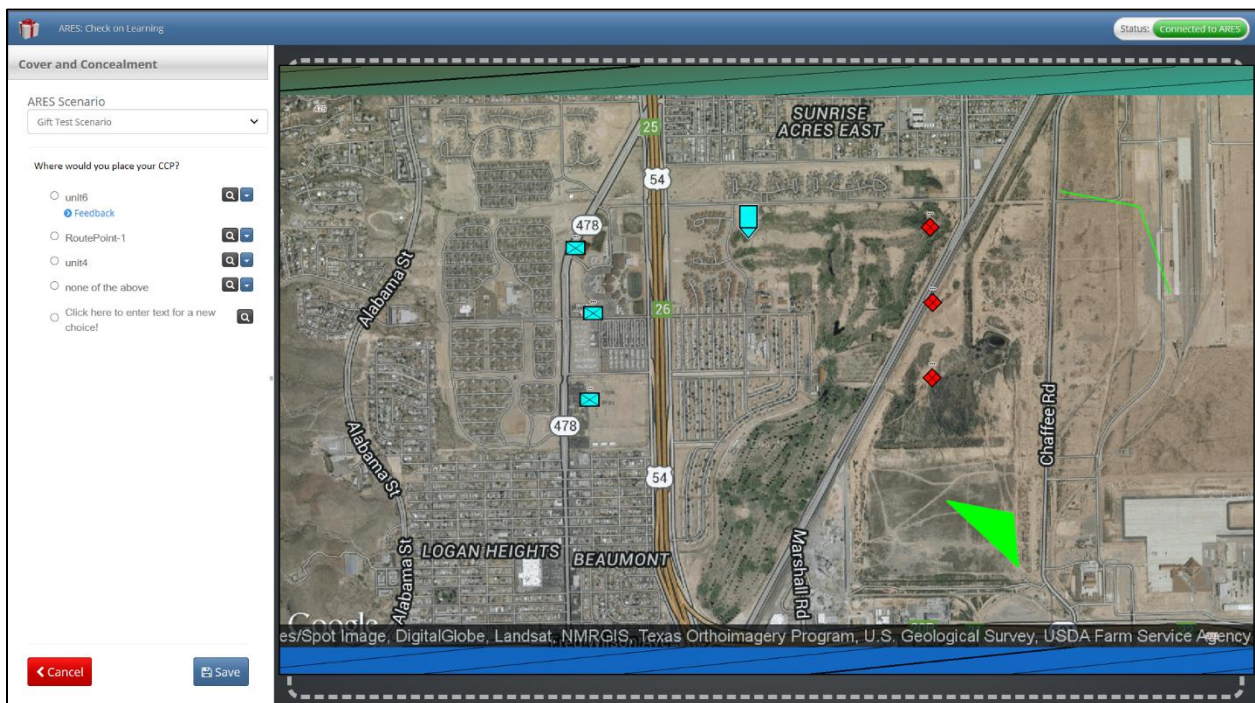 ARES: Check on Learning
Status: Connected to ARES
Cover and Concealment
ARES Scenario
Gift Test Scenario
Where would you place your CCP?
unit6
Feedback
RoutePoint-1
unit4
none of the above
Click here to enter text for a new
choice!
Cancel
Save
SUNRISE
ACRES EAST
25
54
478
26
Alabama St
Alabama St
478
54
Chaffee Rd
LOGAN HEIGHTS
BEAUMONT
Alabama St
Marshall Rd
Google
es/Spot Image, DigitalGlobe, Landsat, NMRGIS, Texas Orthoimagery Program, U.S. Geological Survey, USDA Farm Service Agency